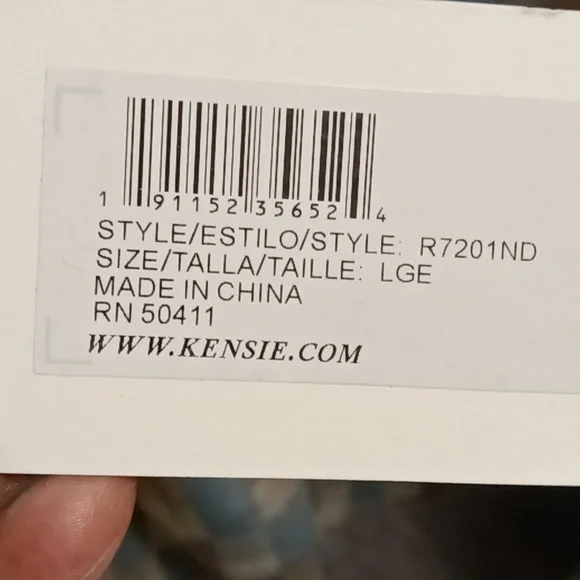 1 91152 35652 4
STYLE/ESTILO/STYLE: R7201ND
SIZE/TALLA/TAILLE: LGE
MADE IN CHINA
RN 50411
WWW.KENSIE.COM